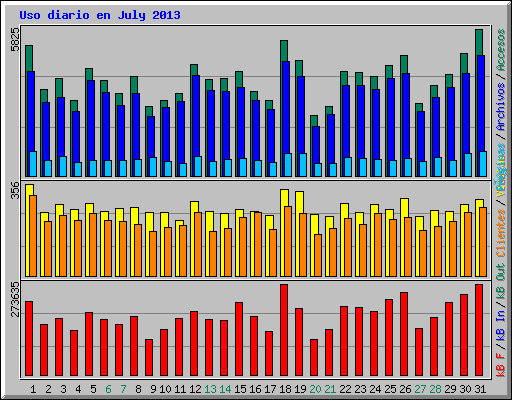 Uso diario en July 2013
5825
356
273635
kB F / kB In / kB Out Clientes / Páginas / Archivos / Accesos
1 2 3 4 5 6 7 8 9 10 11 12 13 14 15 16 17 18 19 20 21 22 23 24 25 26 27 28 29 30 31